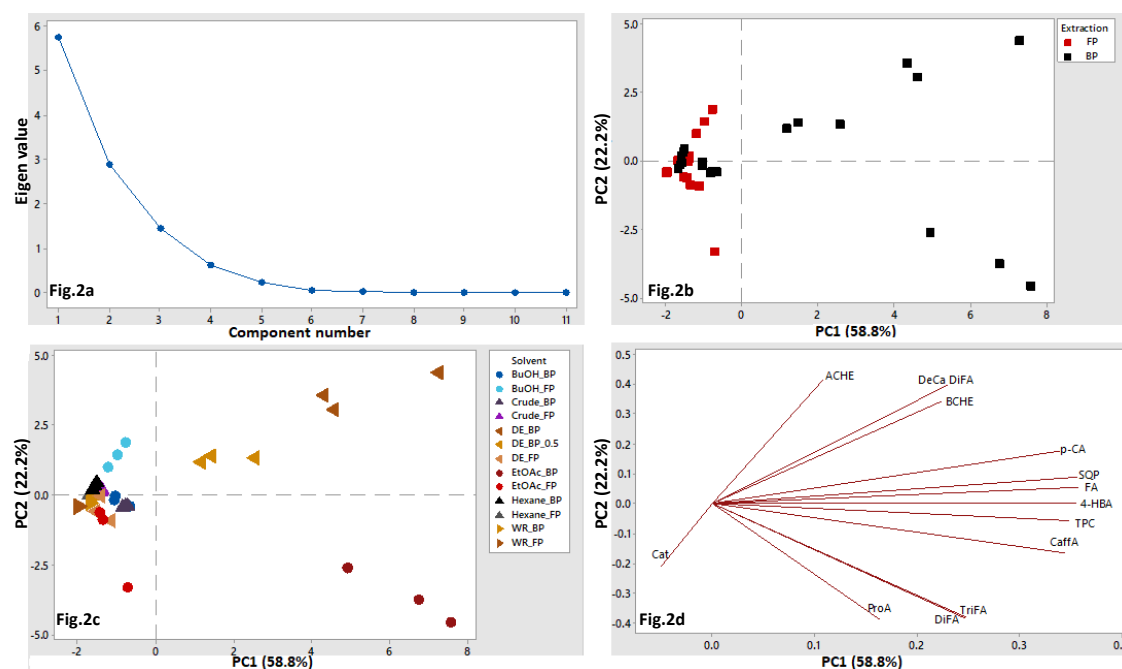 6
5
4
3
2
1
0
Eigen value
Fig.2a
1 2 3 4 5 6 7 8 9 10 11
Component number
5.0
2.5
0.0
-2.5
-5.0
PC2 (22.2%)
Fig.2b
-2 0 2 4 6 8
PC1 (58.8%)
Extraction
FP
BP
5.0
2.5
0.0
-2.5
-5.0
PC2 (22.2%)
Fig.2c
-2 0 2 4 6 8
PC1 (58.8%)
Solvent
BuOH_BP
BuOH_FP
Crude_BP
Crude_FP
DE_BP
DE_BP_0.5
DE_FP
EtOAc_BP
EtOAc_FP
Hexane_BP
Hexane_FP
WR_BP
WR_FP
0.5
0.4
0.3
0.2
0.1
0.0
-0.1
-0.2
-0.3
-0.4
PC2 (22.2%)
ACHE
DeCa DiFA
BCHE
p-CA
SQP
FA
4-HBA
TPC
CaffA
Cat
ProA
TriFA
DiFA
Fig.2d
0.0 0.1 0.2 0.3
PC1 (58.8%)